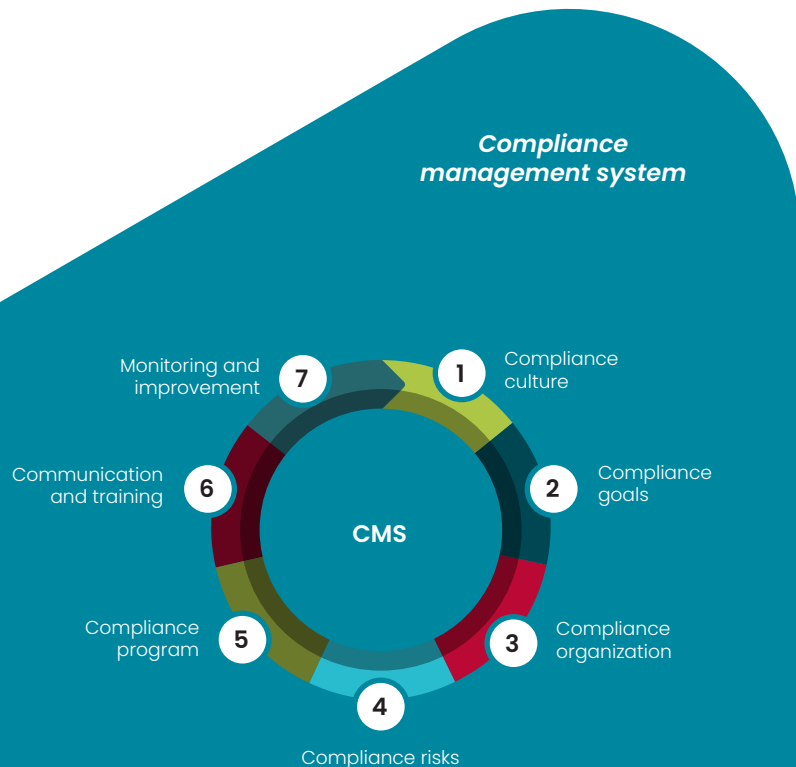 Compliance
management system
1
Compliance
culture
2
Compliance
goals
3
Compliance
organization
4
Compliance risks
5
Compliance
program
6
Communication
and training
7
Monitoring and
improvement
CMS